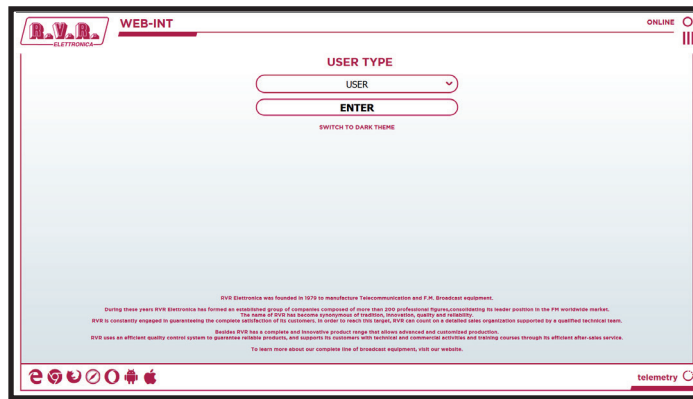 R.V.R.
ELETTRONICA
WEB-INT
ONLINE
USER TYPE
USER
ENTER
SWITCH TO DARK THEME
RVR Elettronica was founded in 1979 to manufacture Telecommunication and F.M. Broadcast equipment.
During these years RVR Elettronica has formed an established group of companies composed of more than 200 professional figures,consolidating its leader position in the FM worldwide market.
The name of RVR has become synonymous of tradition, innovation, quality and reliability.
RVR is constantly engaged in guaranteeing the complete satisfaction of its customers. In order to reach this target, RVR can count on a detailed sales organization supported by a qualified technical team.
Besides RVR has a complete and innovative product range that allows advanced and customized production.
RVR uses an efficient quality control system to guarantee reliable products, and supports its customers with technical and commercial activities and training courses through its efficient after-sales service.
To learn more about our complete line of broadcast equipment, visit our website.
telemetry